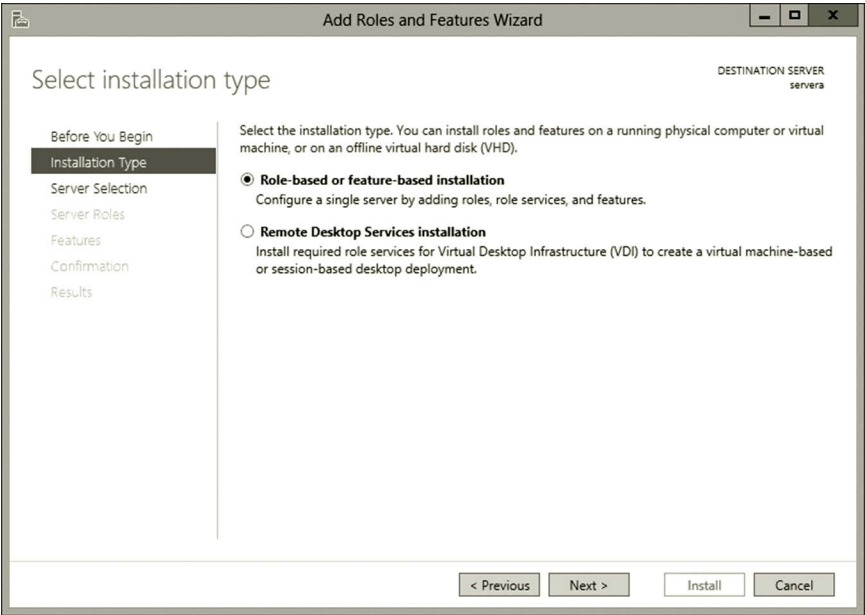 Add Roles and Features Wizard
Select installation type
DESTINATION SERVER
servera
Before You Begin
Installation Type
Server Selection
Server Roles
Features
Confirmation
Results
Select the installation type. You can install roles and features on a running physical computer or virtual
machine, or on an offline virtual hard disk (VHD).
Role-based or feature-based installation
Configure a single server by adding roles, role services, and features.
Remote Desktop Services installation
Install required role services for Virtual Desktop Infrastructure (VDI) to create a virtual machine-based
or session-based desktop deployment.
< Previous
Next >
Install
Cancel